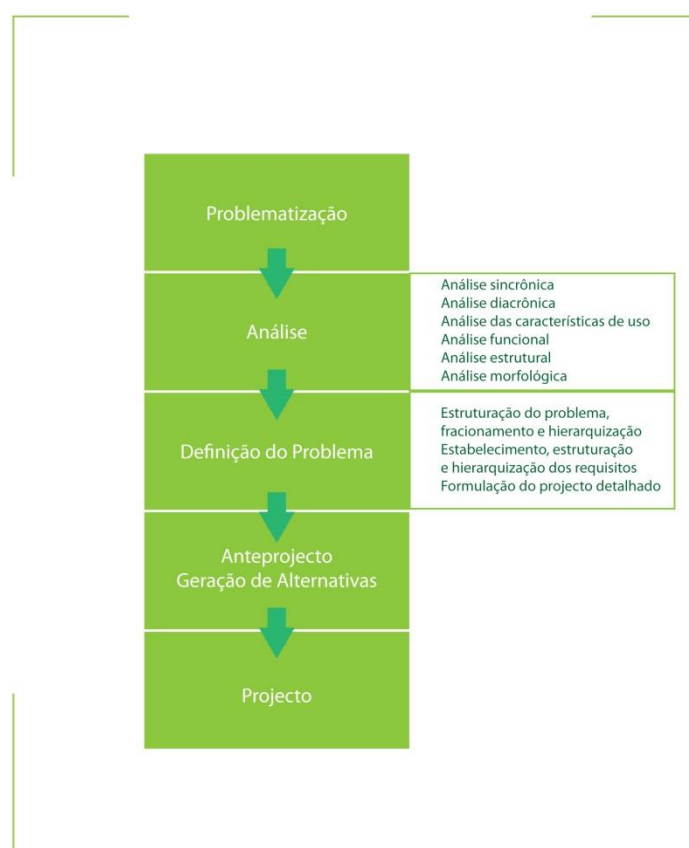 Problematização
Análise
Análise sincrônica
Análise diacrônica
Análise das características de uso
Análise funcional
Análise estrutural
Análise morfológica
Definição do Problema
Estruturação do problema,
fracionamento e hierarquização
Estabelecimento, estruturação
e hierarquização dos requisitos
Formulação do projecto detalhado
Anteprojecto
Geração de Alternativas
Projecto